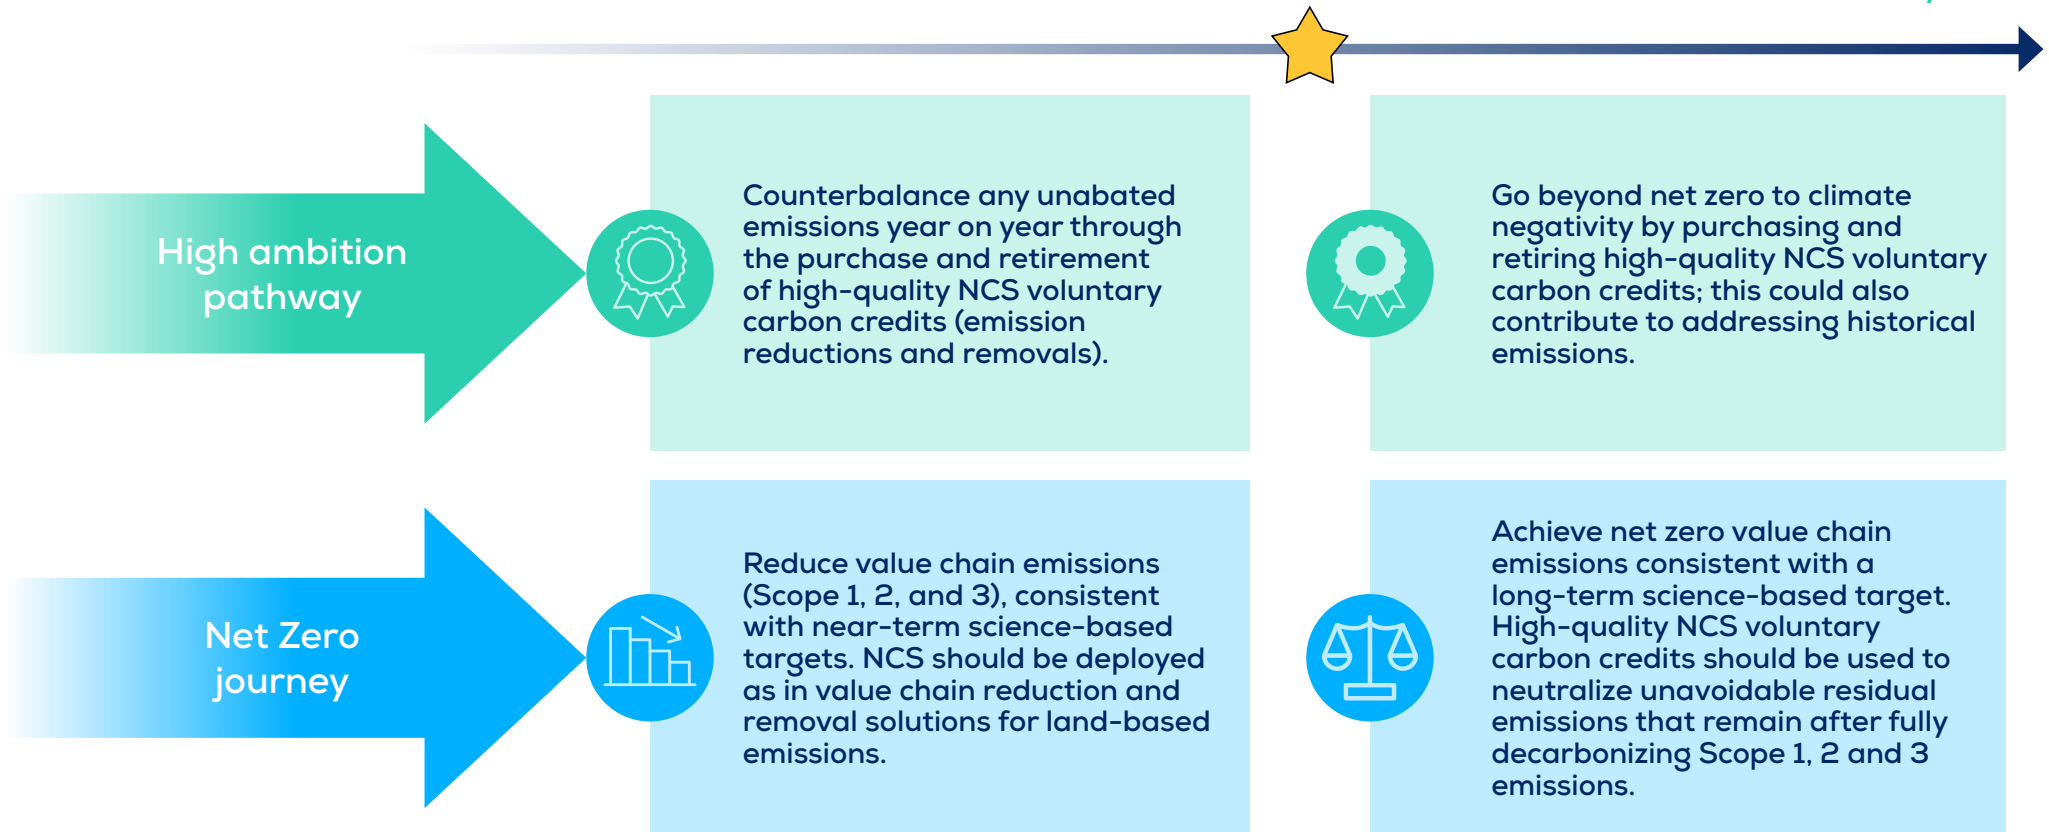 High ambition
pathway
Counterbalance any unabated
emissions year on year through
the purchase and retirement
of high-quality NCS voluntary
carbon credits (emission
reductions and removals).
Go beyond net zero to climate
negativity by purchasing and
retiring high-quality NCS voluntary
carbon credits; this could also
contribute to addressing historical
emissions.
Net Zero
journey
Reduce value chain emissions
(Scope 1, 2, and 3), consistent
with near-term science-based
targets. NCS should be deployed
as in value chain reduction and
removal solutions for land-based
emissions.
Achieve net zero value chain
emissions consistent with a
long-term science-based target.
High-quality NCS voluntary
carbon credits should be used to
neutralize unavoidable residual
emissions that remain after fully
decarbonizing Scope 1, 2 and 3
emissions.